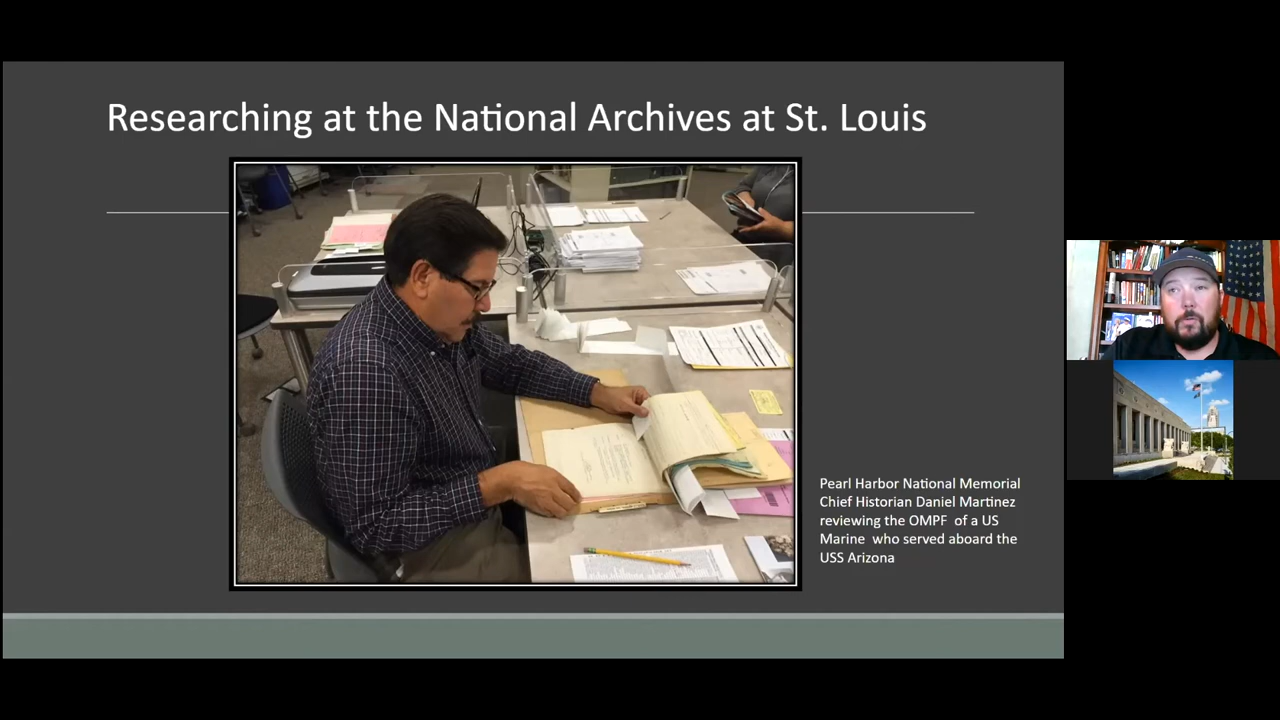 Researching at the National Archives at St. Louis
Pearl Harbor National Memorial
Chief Historian Daniel Martinez
reviewing the OMPF of a US
Marine who served aboard the
USS Arizona